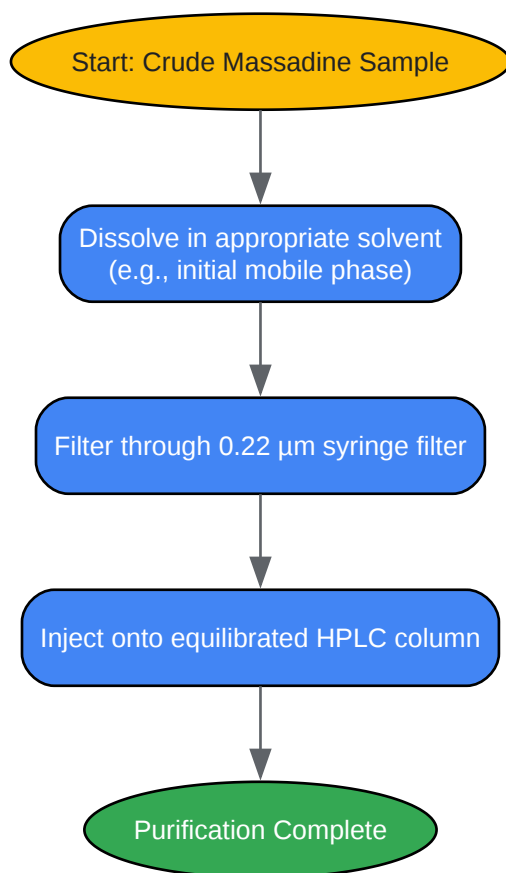 Start: Crude Massadine Sample
Dissolve in appropriate solvent
(e.g., initial mobile phase)
Filter through 0.22 µm syringe filter
Inject onto equilibrated HPLC column
Purification Complete